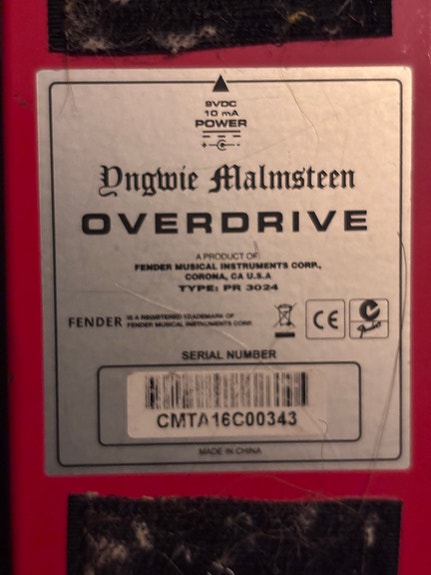 9VDC
10 mA
POWER
Yngwie Malmsteen
OVERDRIVE
A PRODUCT OF:
FENDER MUSICAL INSTRUMENTS CORP.,
CORONA, CA U.S.A
TYPE: PR 3024
FENDER IS A REGISTERED TRADEMARK OF
FENDER MUSICAL INSTRUMENTS CORP.
CE
SERIAL NUMBER
CMTA16C00343
MADE IN CHINA